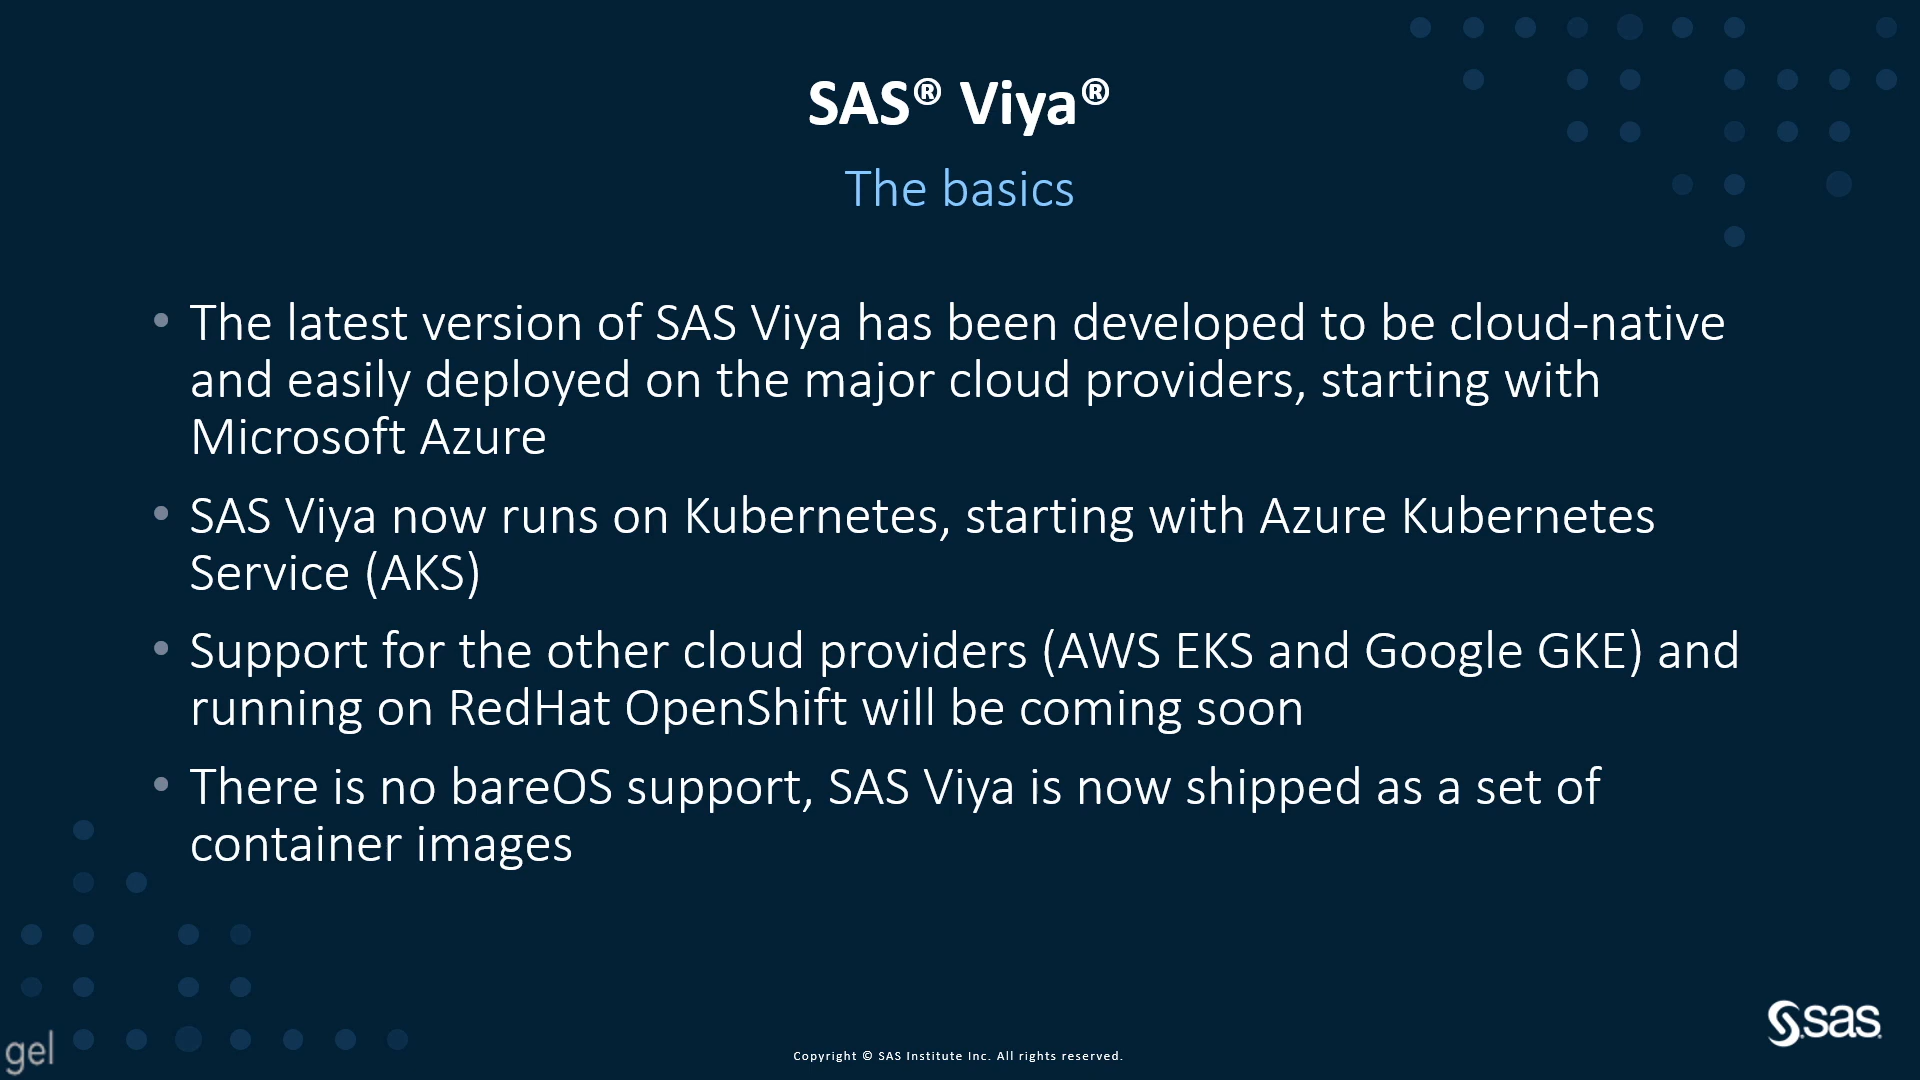 SAS® Viya®
The basics
• The latest version of SAS Viya has been developed to be cloud-native
and easily deployed on the major cloud providers, starting with
Microsoft Azure
• SAS Viya now runs on Kubernetes, starting with Azure Kubernetes
Service (AKS)
• Support for the other cloud providers (AWS EKS and Google GKE) and
running on RedHat OpenShift will be coming soon
• There is no bareOS support, SAS Viya is now shipped as a set of
container images
gel
Copyright © SAS Institute Inc. All rights reserved.
sas